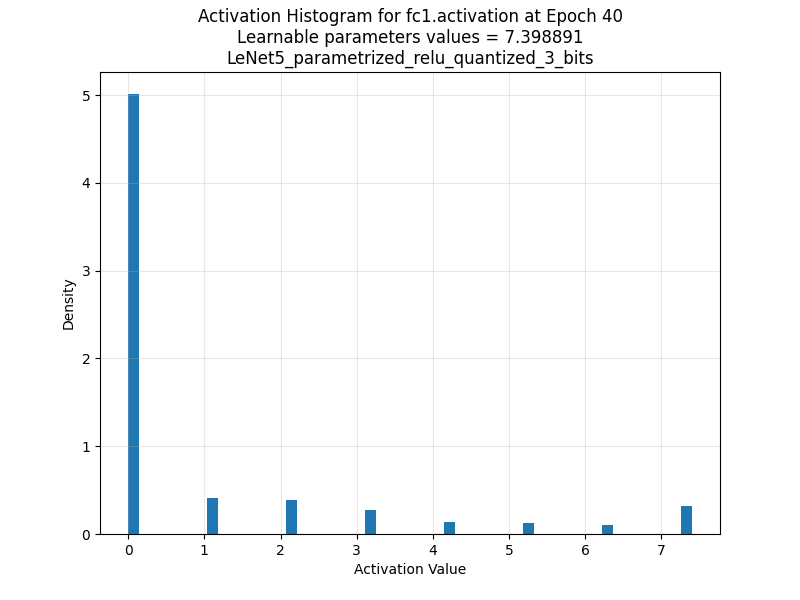 Activation Histogram for fc1.activation at Epoch 40
Learnable parameters values = 7.398891
LeNet5_parametrized_relu_quantized_3_bits
Density
5
4
3
2
1
0
0 1 2 3 4 5 6 7
Activation Value